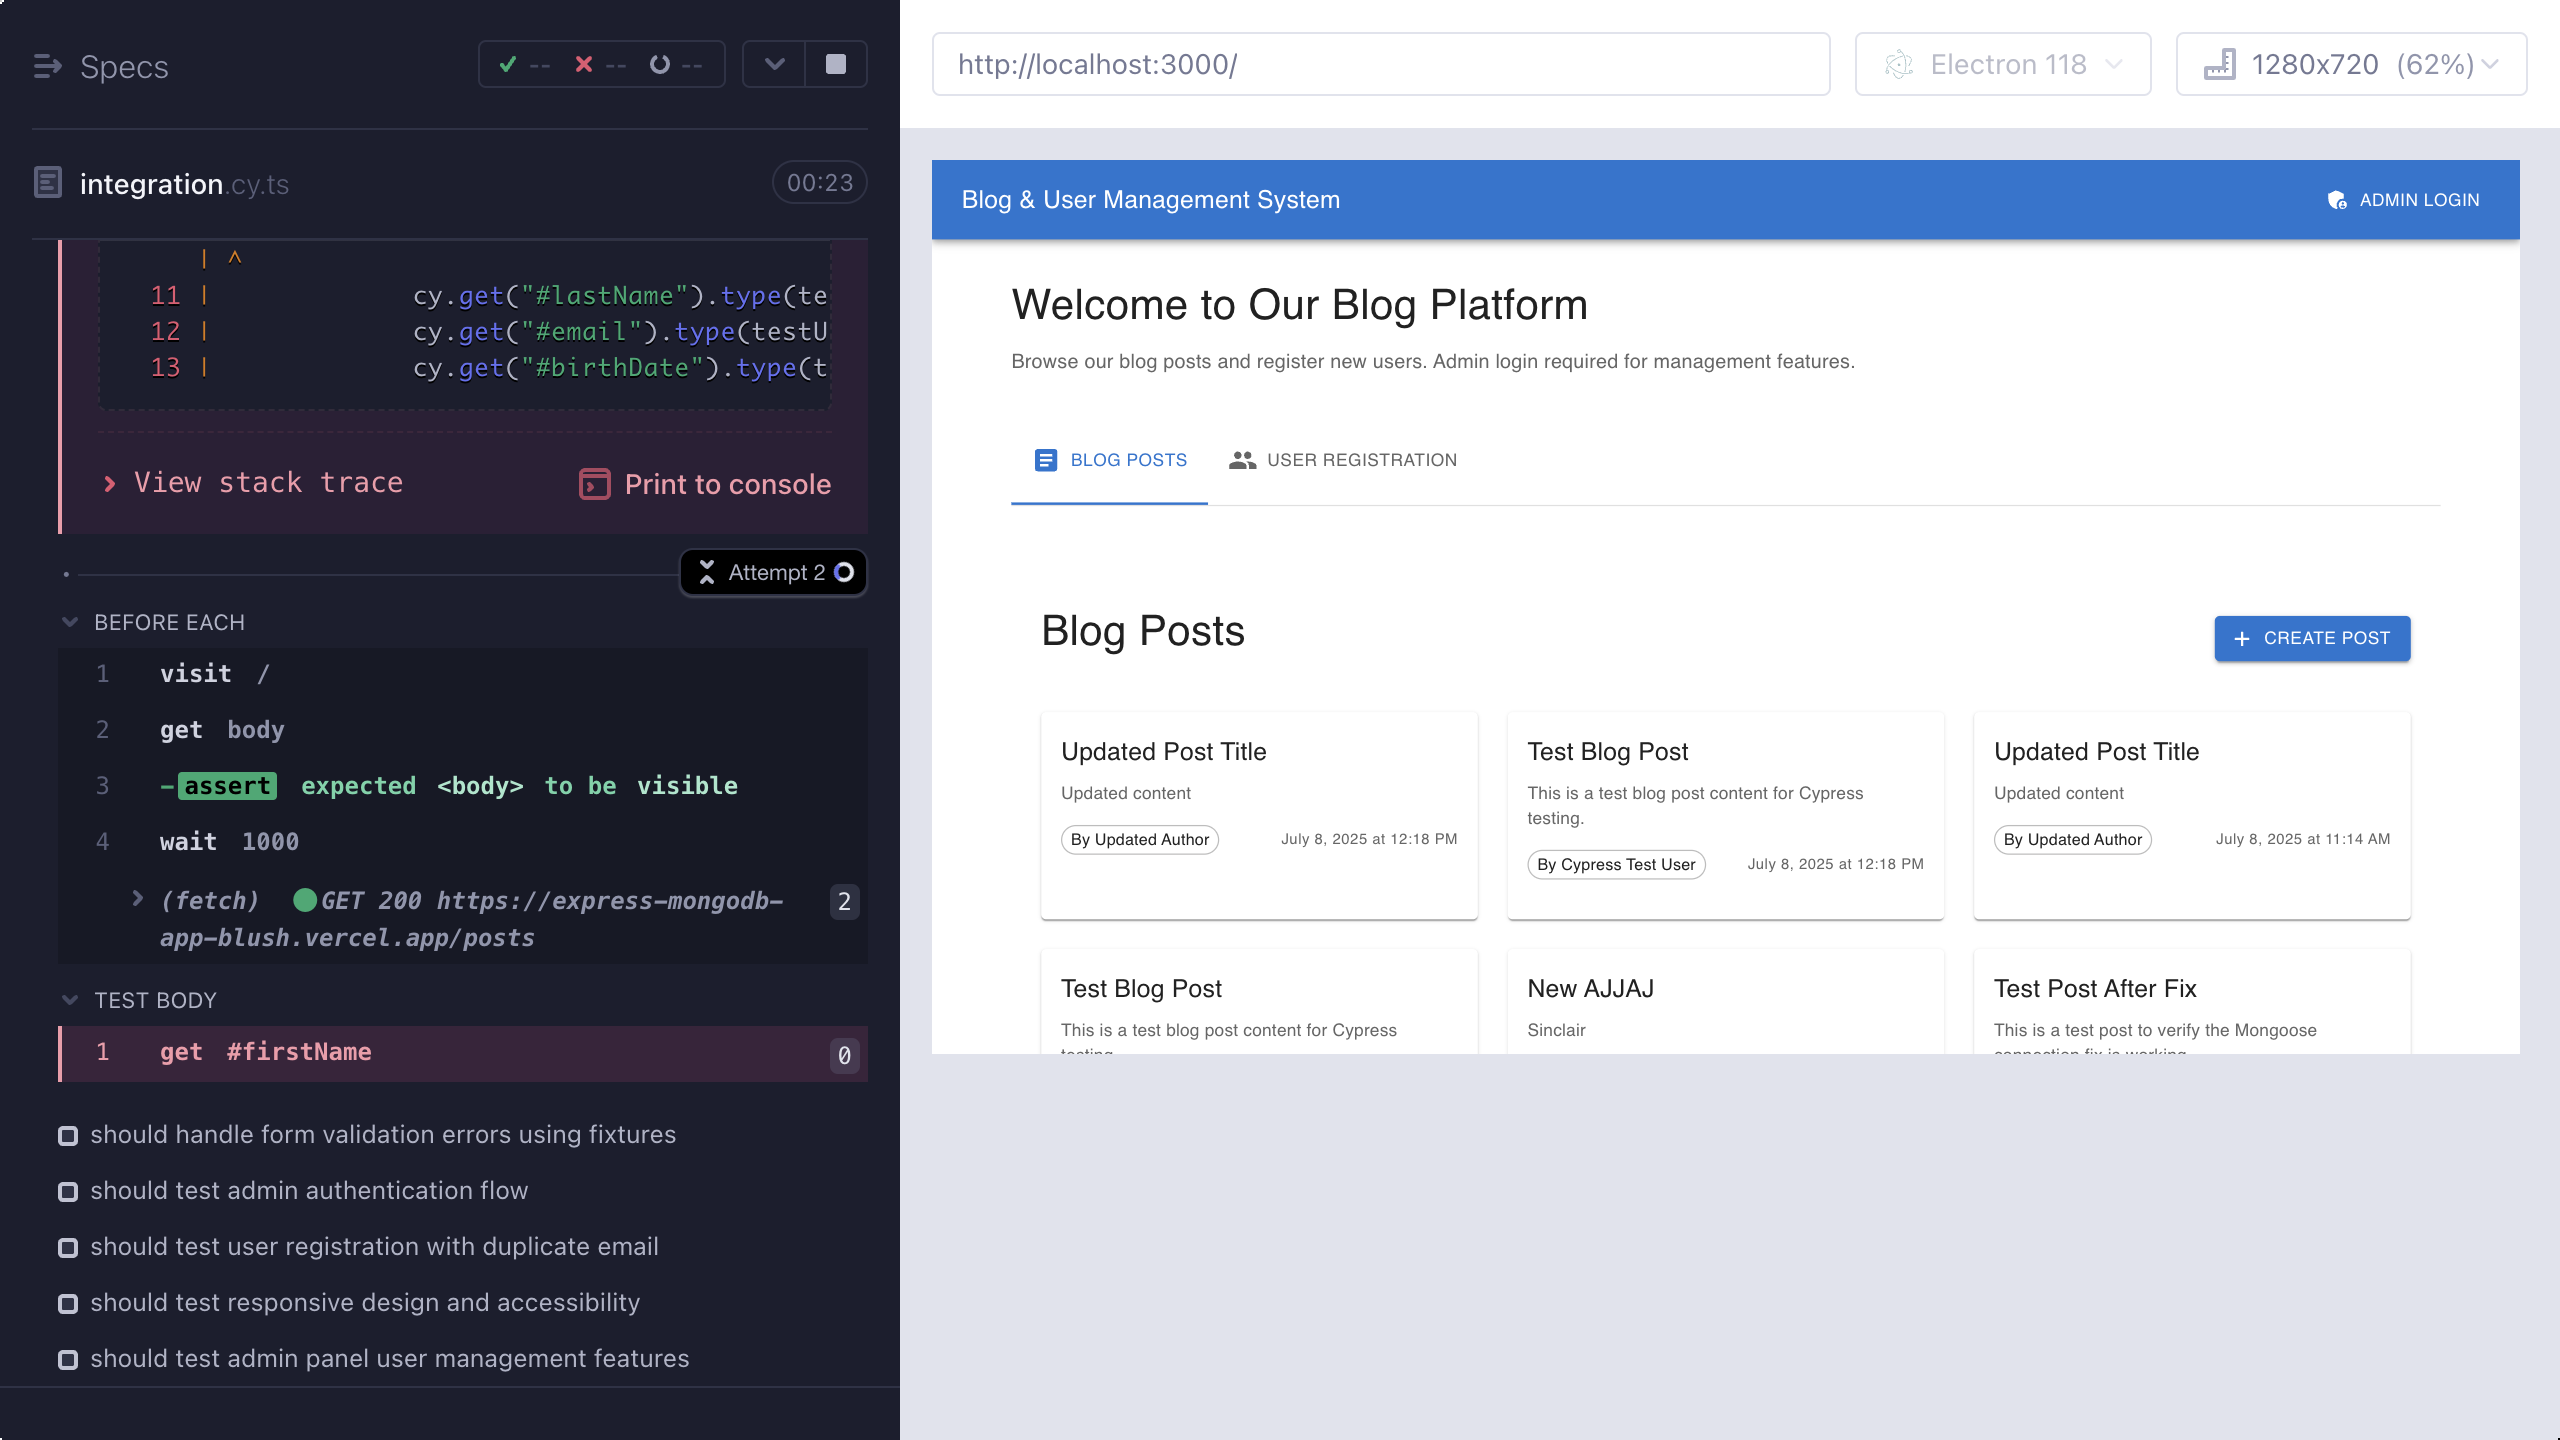 Specs
-- -- --
integration.cy.ts 00:23
| ^
11 | cy.get("#lastName").type(te
12 | cy.get("#email").type(testU
13 | cy.get("#birthDate").type(t
View stack trace Print to console
Attempt 2
BEFORE EACH
1 visit /
2 get body
3 -assert expected <body> to be visible
4 wait 1000
(fetch) GET 200 https://express-mongodb-
app-blush.vercel.app/posts 2
TEST BODY
1 get #firstName 0
should handle form validation errors using fixtures
should test admin authentication flow
should test user registration with duplicate email
should test responsive design and accessibility
should test admin panel user management features
http://localhost:3000/ Electron 118 1280x720 (62%)
Blog & User Management System ADMIN LOGIN
Welcome to Our Blog Platform
Browse our blog posts and register new users. Admin login required for management features.
BLOG POSTS USER REGISTRATION
Blog Posts + CREATE POST
Updated Post Title
Updated content
By Updated Author July 8, 2025 at 12:18 PM
Test Blog Post
This is a test blog post content for Cypress
testing.
By Cypress Test User July 8, 2025 at 12:18 PM
Updated Post Title
Updated content
By Updated Author July 8, 2025 at 11:14 AM
Test Blog Post
This is a test blog post content for Cypress
testing.
New AJJAJ
Sinclair
Test Post After Fix
This is a test post to verify the Mongoose
connection fix is working